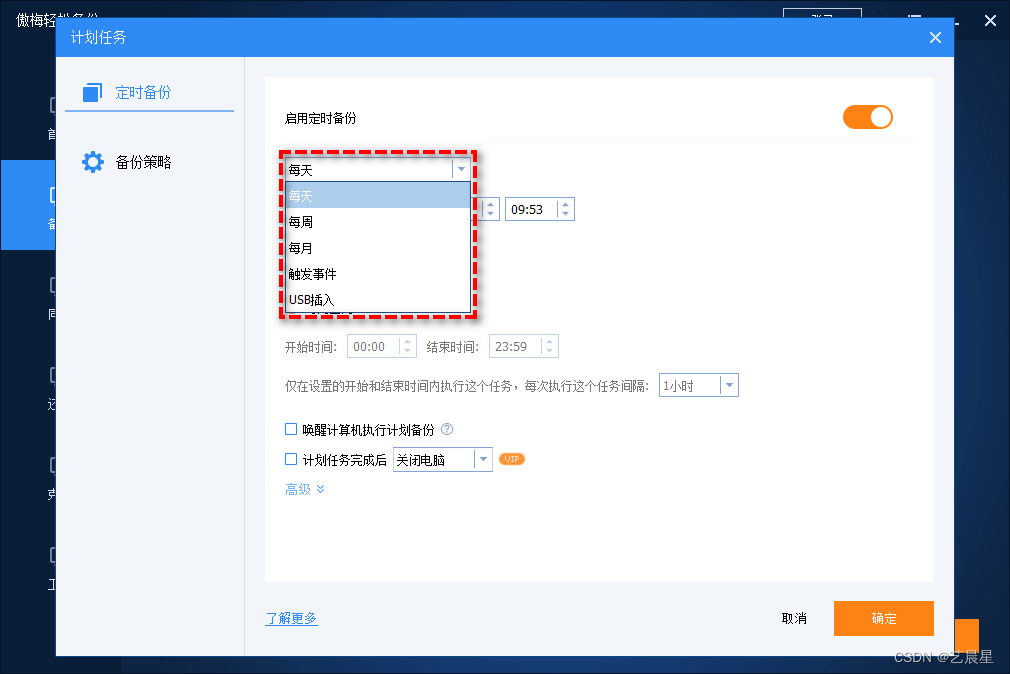 傲梅轻松备份
登录
计划任务
定时备份
备份策略
启用定时备份
每天
每天
09:53
每周
每月
触发事件
USB插入
开始时间: 00:00 结束时间: 23:59
仅在设置的开始和结束时间内执行这个任务，每次执行这个任务间隔: 1小时
唤醒计算机执行计划备份 ?
计划任务完成后 关闭电脑 VIP
高级
了解更多
取消
确定
CSDN @艺晨星